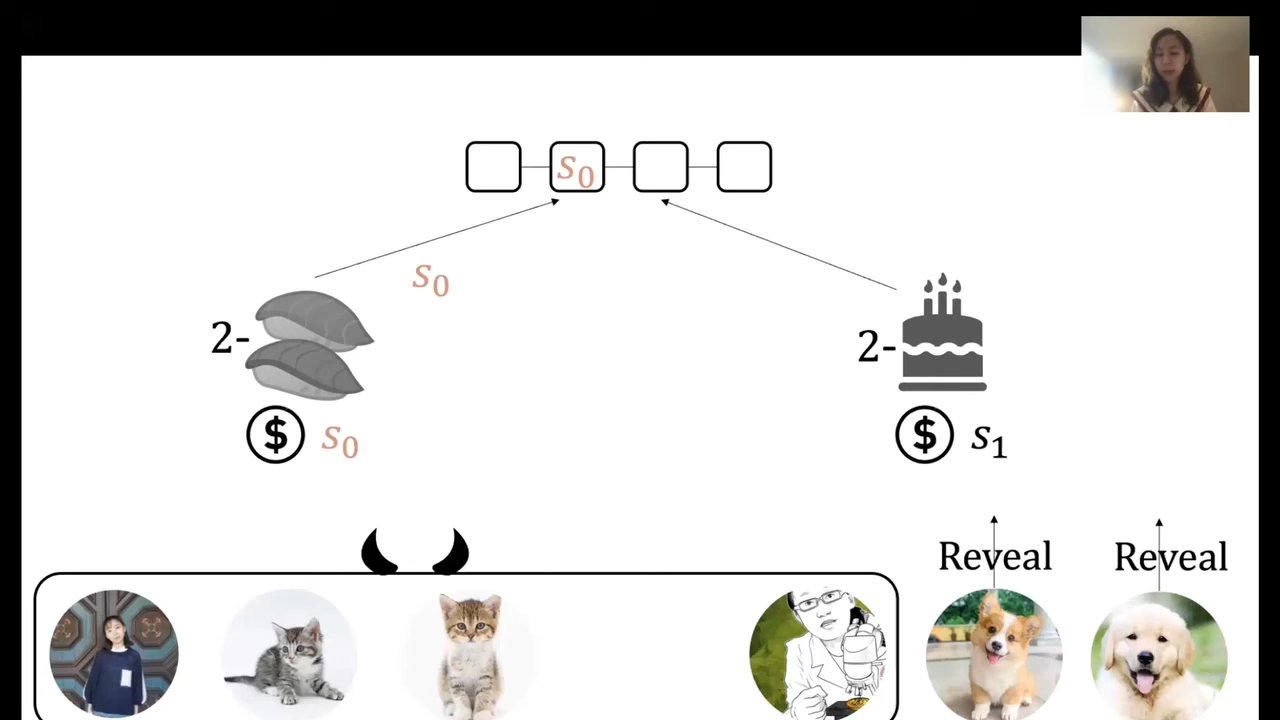 s₀
s₀
2-
2-
$ s₀
$ s₁
Reveal
Reveal